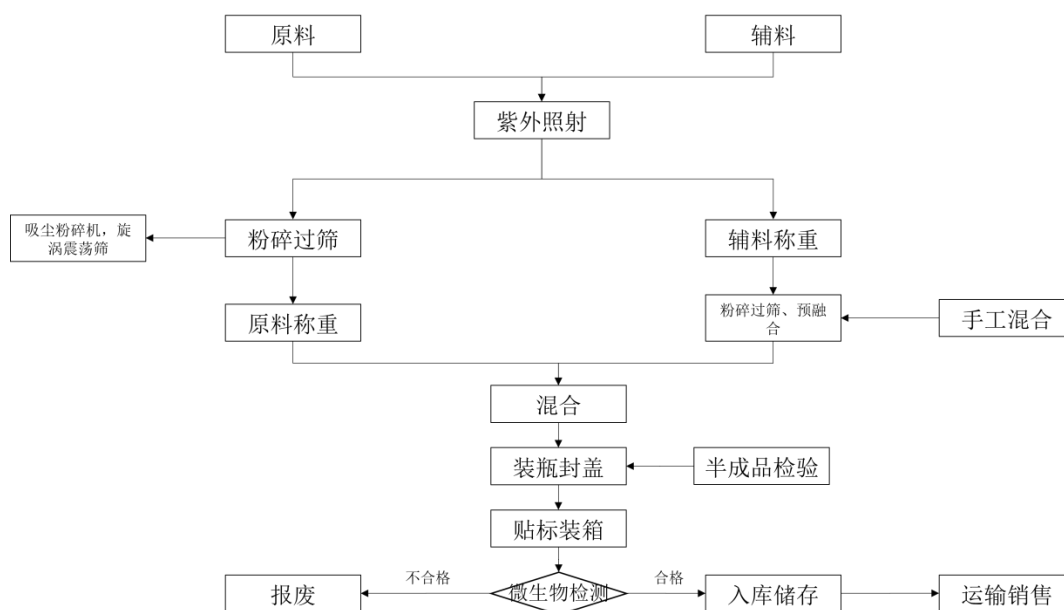 原料
辅料
紫外照射
吸尘粉碎机，旋
涡震荡筛
粉碎过筛
辅料称重
原料称重
粉碎过筛、预融
合
手工混合
混合
装瓶封盖
半成品检验
贴标装箱
报废
不合格
微生物检测
合格
入库储存
运输销售